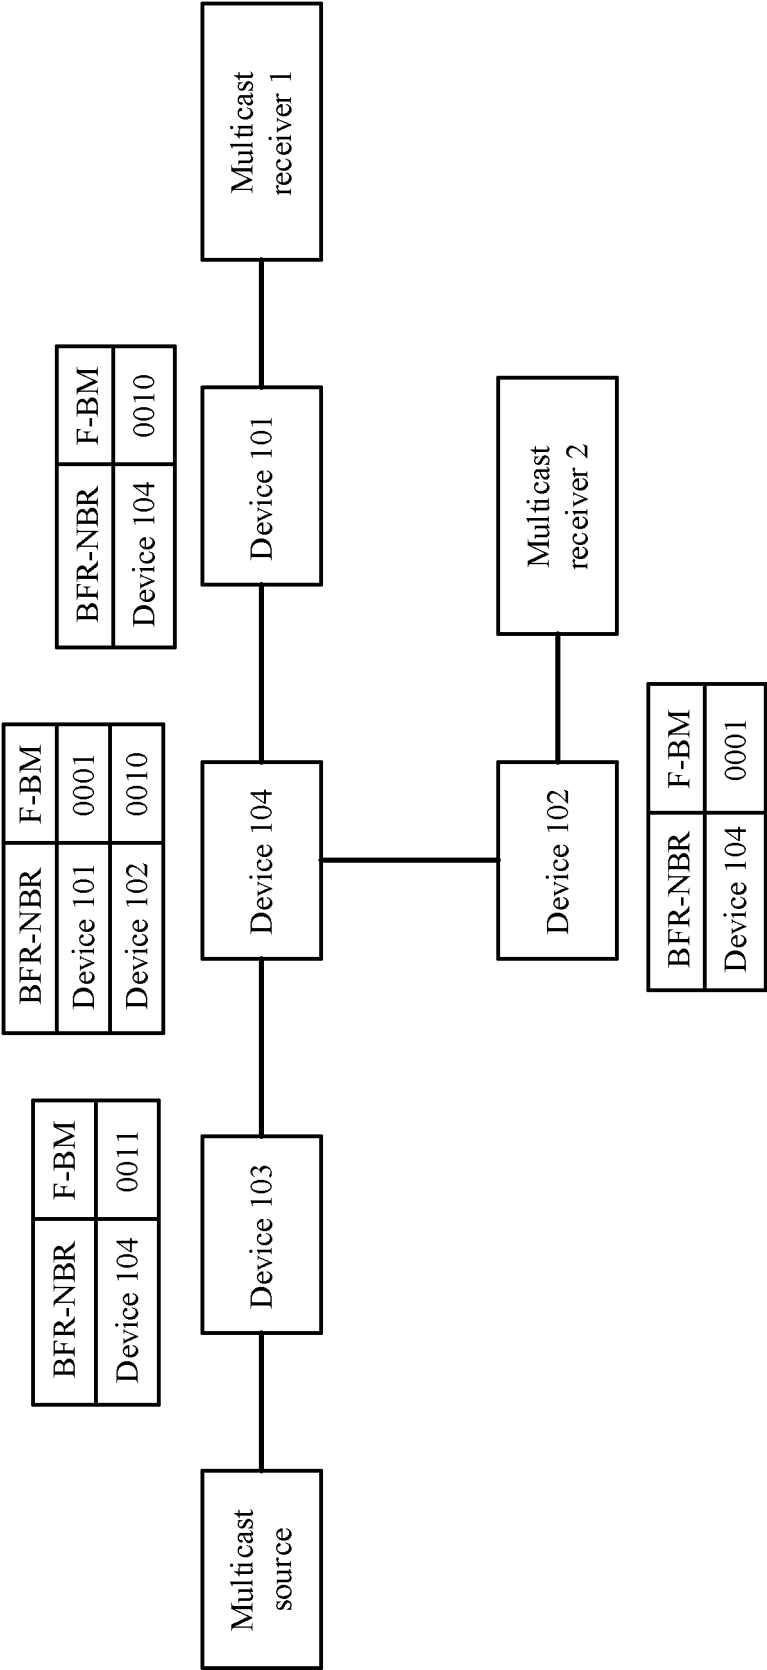 BFR-NBR F-BM
Device 104 0011
BFR-NBR F-BM
Device 101 0001
Device 102 0010
BFR-NBR F-BM
Device 104 0010
Multicast
source
Device 103
Device 104
Device 101
Multicast
receiver 1
Device 102
Multicast
receiver 2
BFR-NBR F-BM
Device 104 0001